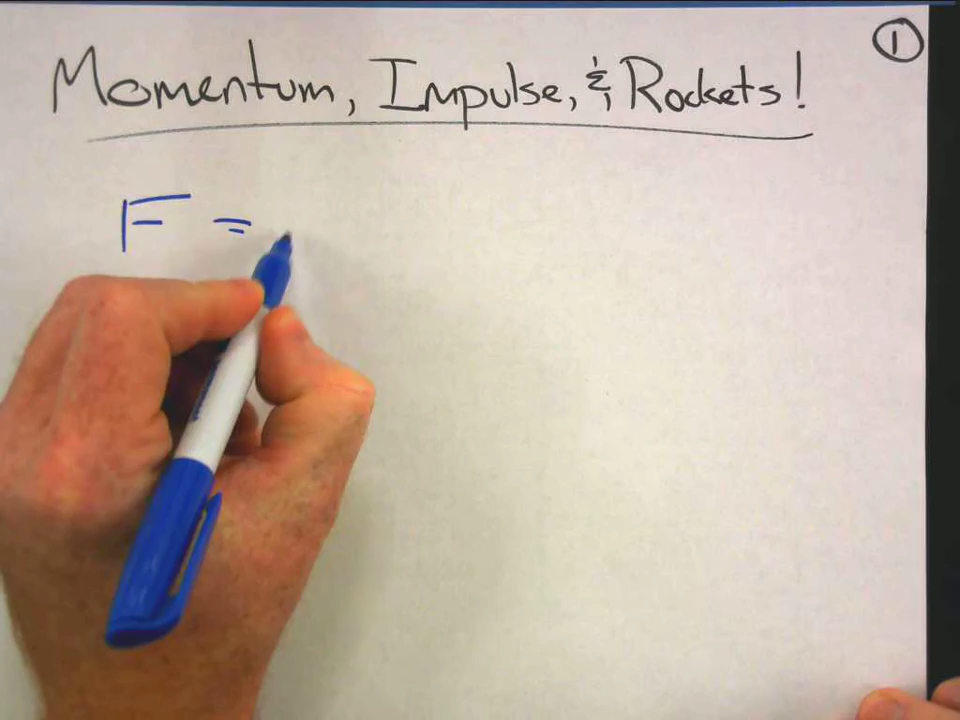 ①
Momentum, Impulse, & Rockets!
F =